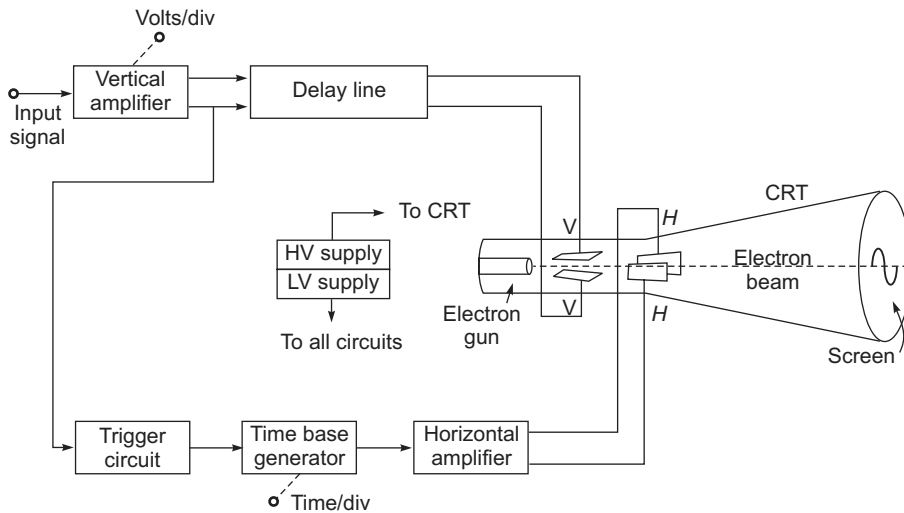 Volts/div
Vertical
amplifier
Delay line
Input
signal
CRT
To CRT
V
H
HV supply
LV supply
Electron
beam
V
H
Electron
gun
To all circuits
Screen
Trigger
circuit
Time base
generator
Horizontal
amplifier
Time/div